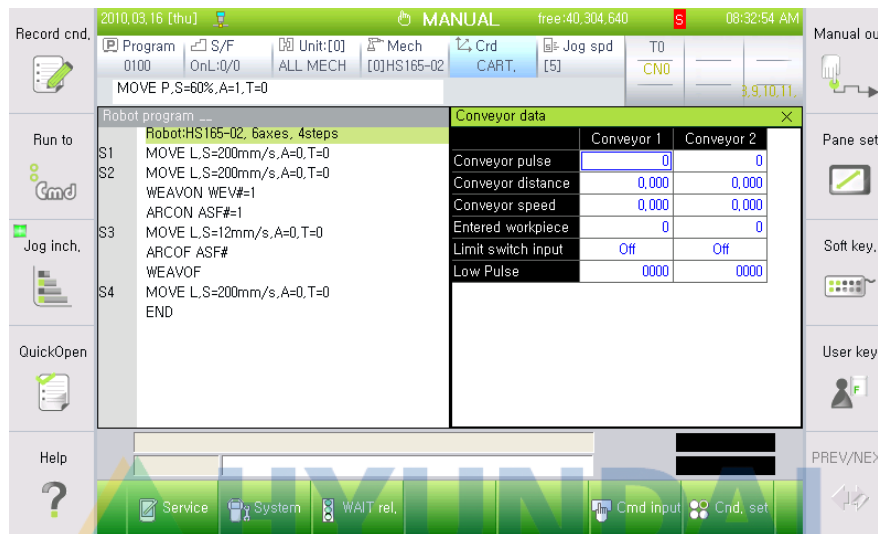 2010,03,16 [thu] MANUAL free:40,304,640 S 08:32:54 AM
Record cnd,
Run to
Cmd
Jog inch,
QuickOpen
Help
?
P Program S/F Unit:[0] Mech Crd Jog spd T0
0100 OnL:0/0 ALL MECH [0]HS165-02 CART, [5] CN0
MOVE P,S=60%,A=1,T=0
8,9,10,11,
Robot program __
Robot:HS165-02, 6axes, 4steps
S1 MOVE L,S=200mm/s,A=0,T=0
S2 MOVE L,S=200mm/s,A=0,T=0
WEAVON WEV#=1
ARCON ASF#=1
S3 MOVE L,S=12mm/s,A=0,T=0
ARCOF ASF#
WEAVOF
S4 MOVE L,S=200mm/s,A=0,T=0
END
Conveyor data
Conveyor 1 Conveyor 2
Conveyor pulse 0 0
Conveyor distance 0,000 0,000
Conveyor speed 0,000 0,000
Entered workpiece 0 0
Limit switch input Off Off
Low Pulse 0000 0000
Manual ou
Pane set
Soft key,
User key
F
PREV/NEX
HYUNDAI
Service System WAIT rel, Cmd input Cnd, set